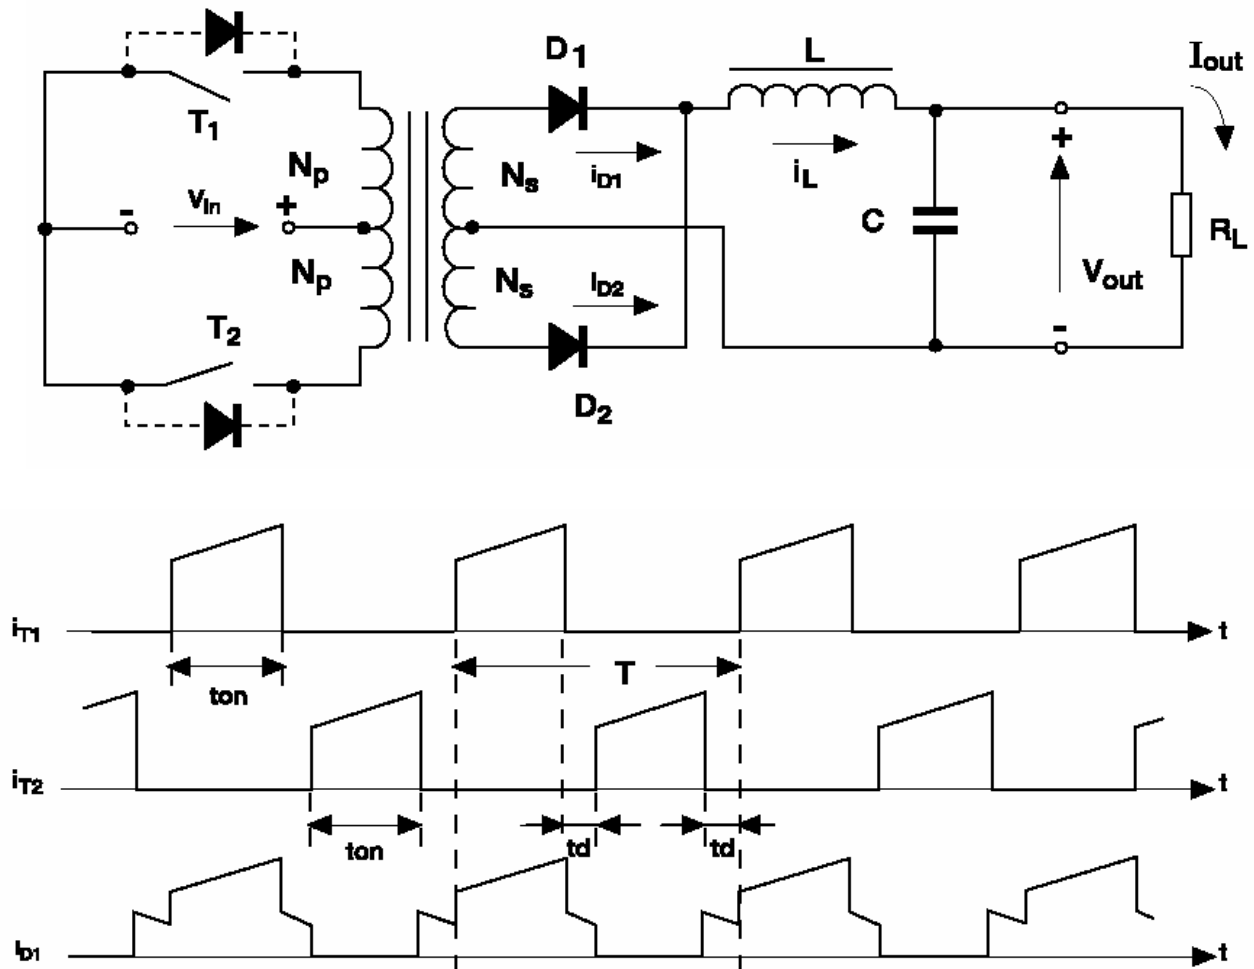 D1
L
Iout
T1
Np
Ns
iD1
iL
+
- Vin +
C
RL
Np
Ns
ID2
Vout
T2
-
D2
iT1
t
ton
T
iT2
t
ton
td
td
iD1
t